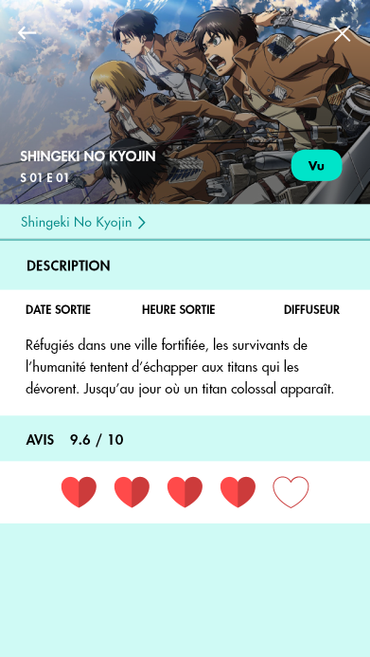 SHINGEKI NO KYOJIN
S 01 E 01
Vu
Shingeki No Kyojin
DESCRIPTION
DATE SORTIE HEURE SORTIE DIFFUSEUR
Réfugiés dans une ville fortifiée, les survivants de
l’humanité tentent d’échapper aux titans qui les
dévorent. Jusqu’au jour où un titan colossal apparaît.
AVIS 9.6 / 10